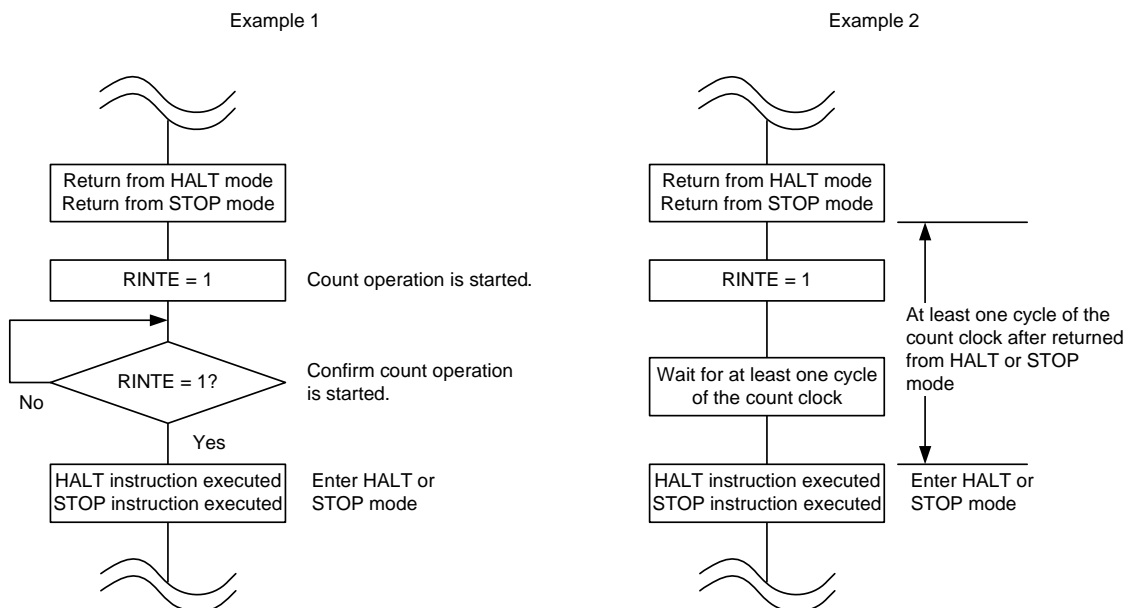 Example 1
Return from HALT mode
Return from STOP mode
RINTE = 1
Count operation is started.
RINTE = 1?
Confirm count operation
is started.
No
Yes
HALT instruction executed
STOP instruction executed
Enter HALT or
STOP mode
Example 2
Return from HALT mode
Return from STOP mode
RINTE = 1
At least one cycle of the
count clock after returned
from HALT or STOP
mode
Wait for at least one cycle
of the count clock
HALT instruction executed
STOP instruction executed
Enter HALT or
STOP mode